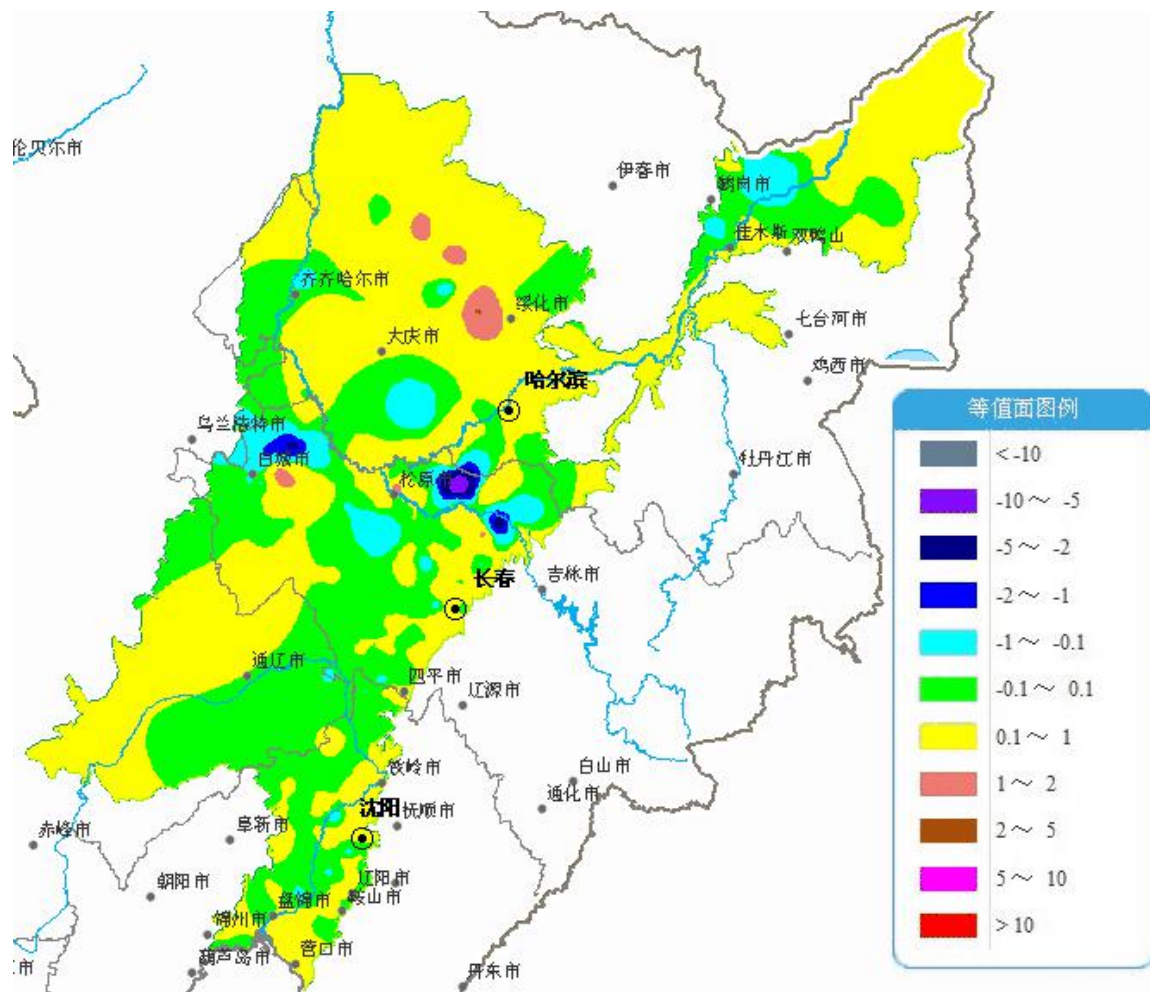 伦贝尔市
伊春市
鹤岗市
佳木斯
双鸭山
齐齐哈尔市
绥化市
七台河市
大庆市
鸡西市
哈尔滨
乌兰浩特市
白城市
松原市
牡丹江市
长春
吉林市
通辽市
四平市
辽源市
铁岭市
白山市
通化市
沈阳
抚顺市
阜新市
赤峰市
辽阳市
朝阳市
鞍山市
盘锦市
锦州市
营口市
葫芦岛市
丹东市
市
等值面图例
< -10
-10～ -5
-5～ -2
-2～ -1
-1～ -0.1
-0.1～ 0.1
0.1～ 1
1～ 2
2～ 5
5～ 10
> 10